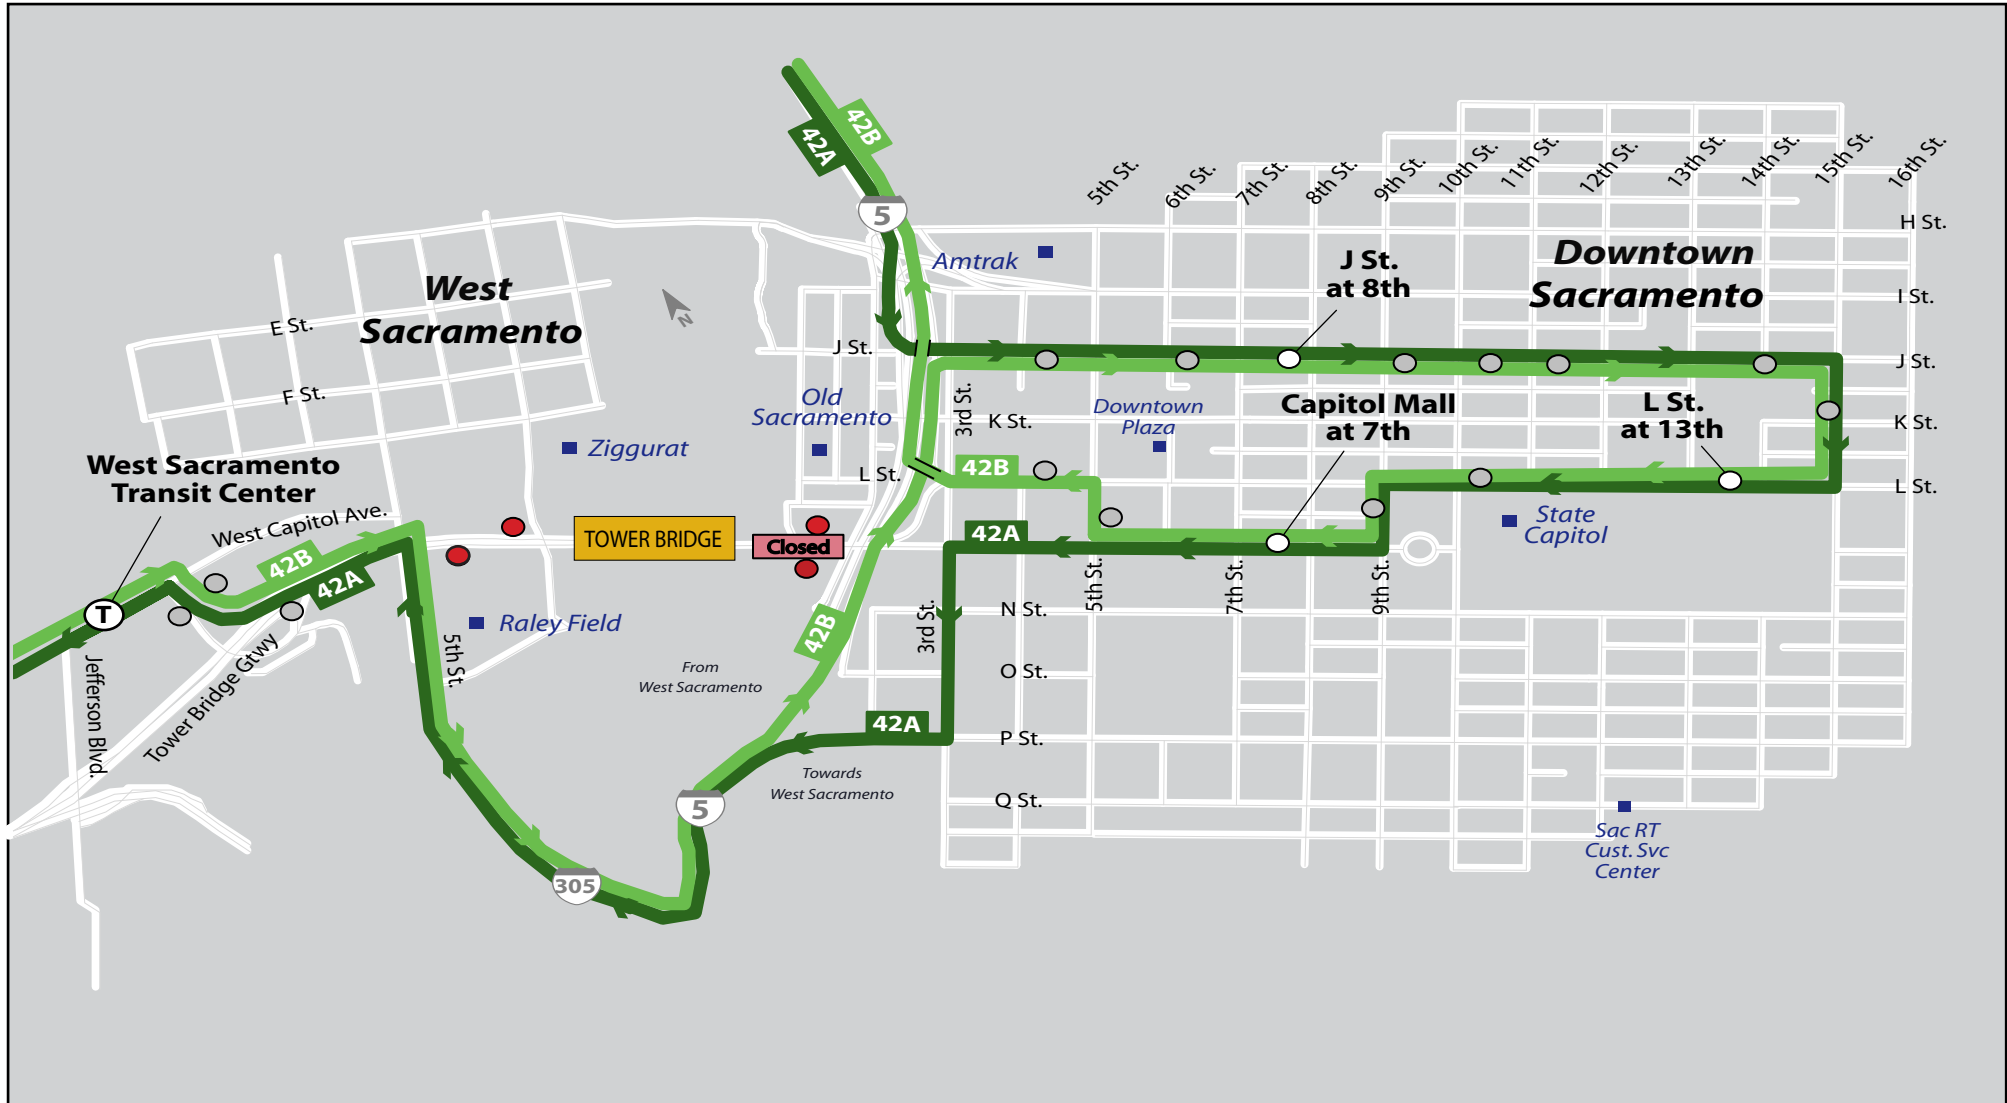 42B
42A
5
5th St.
6th St.
7th St.
8th St.
9th St.
10th St.
11th St.
12th St.
13th St.
14th St.
15th St.
16th St.
H St.
Amtrak
J St.
at 8th
Downtown
Sacramento
I St.
West
Sacramento
N
E St.
F St.
J St.
J St.
Old
Sacramento
3rd St.
K St.
Downtown
Plaza
Capitol Mall
at 7th
L St.
at 13th
K St.
Ziggurat
West Sacramento
Transit Center
L St.
42B
L St.
West Capitol Ave.
TOWER BRIDGE
Closed
42A
State
Capitol
42B
42A
T
5th St.
7th St.
9th St.
Raley Field
42B
3rd St.
N St.
Jefferson Blvd.
Tower Bridge Gtwy
5th St.
From
West Sacramento
O St.
42A
P St.
Towards
West Sacramento
5
Q St.
Sac RT
Cust. Svc
Center
305